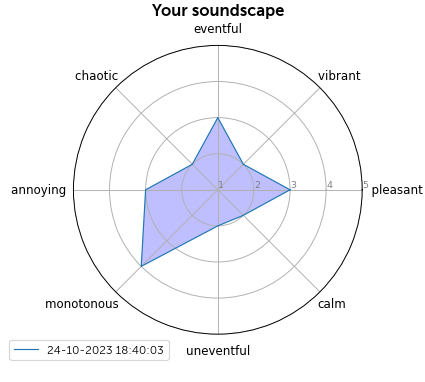 Your soundscape
eventful
chaotic
vibrant
annoying
1 2 3 4 5
pleasant
monotonous
calm
24-10-2023 18:40:03
uneventful